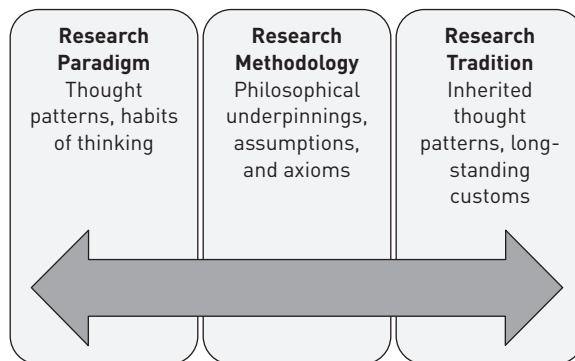 Research
Paradigm
Thought
patterns, habits
of thinking
Research
Methodology
Philosophical
underpinnings,
assumptions,
and axioms
Research
Tradition
Inherited
thought
patterns, long-
standing
customs